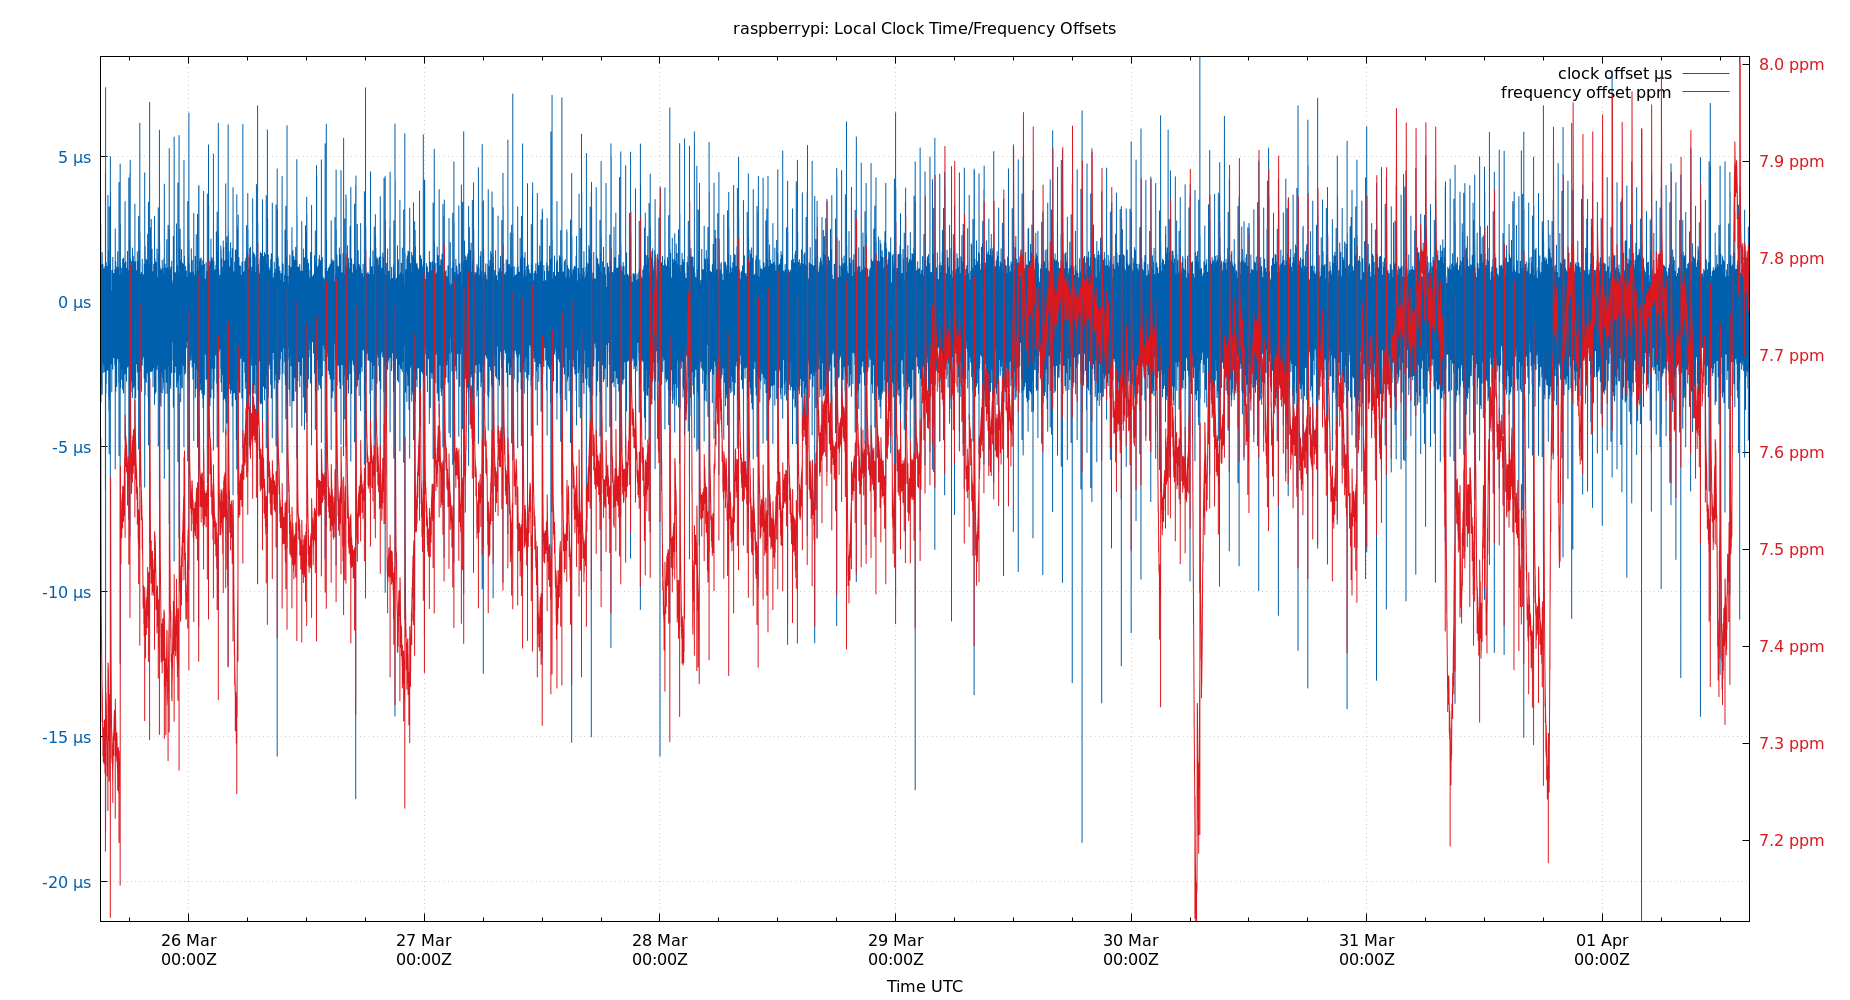 raspberrypi: Local Clock Time/Frequency Offsets
clock offset µs
frequency offset ppm
5 µs
0 µs
-5 µs
-10 µs
-15 µs
-20 µs
8.0 ppm
7.9 ppm
7.8 ppm
7.7 ppm
7.6 ppm
7.5 ppm
7.4 ppm
7.3 ppm
7.2 ppm
26 Mar
00:00Z
27 Mar
00:00Z
28 Mar
00:00Z
29 Mar
00:00Z
30 Mar
00:00Z
31 Mar
00:00Z
01 Apr
00:00Z
Time UTC